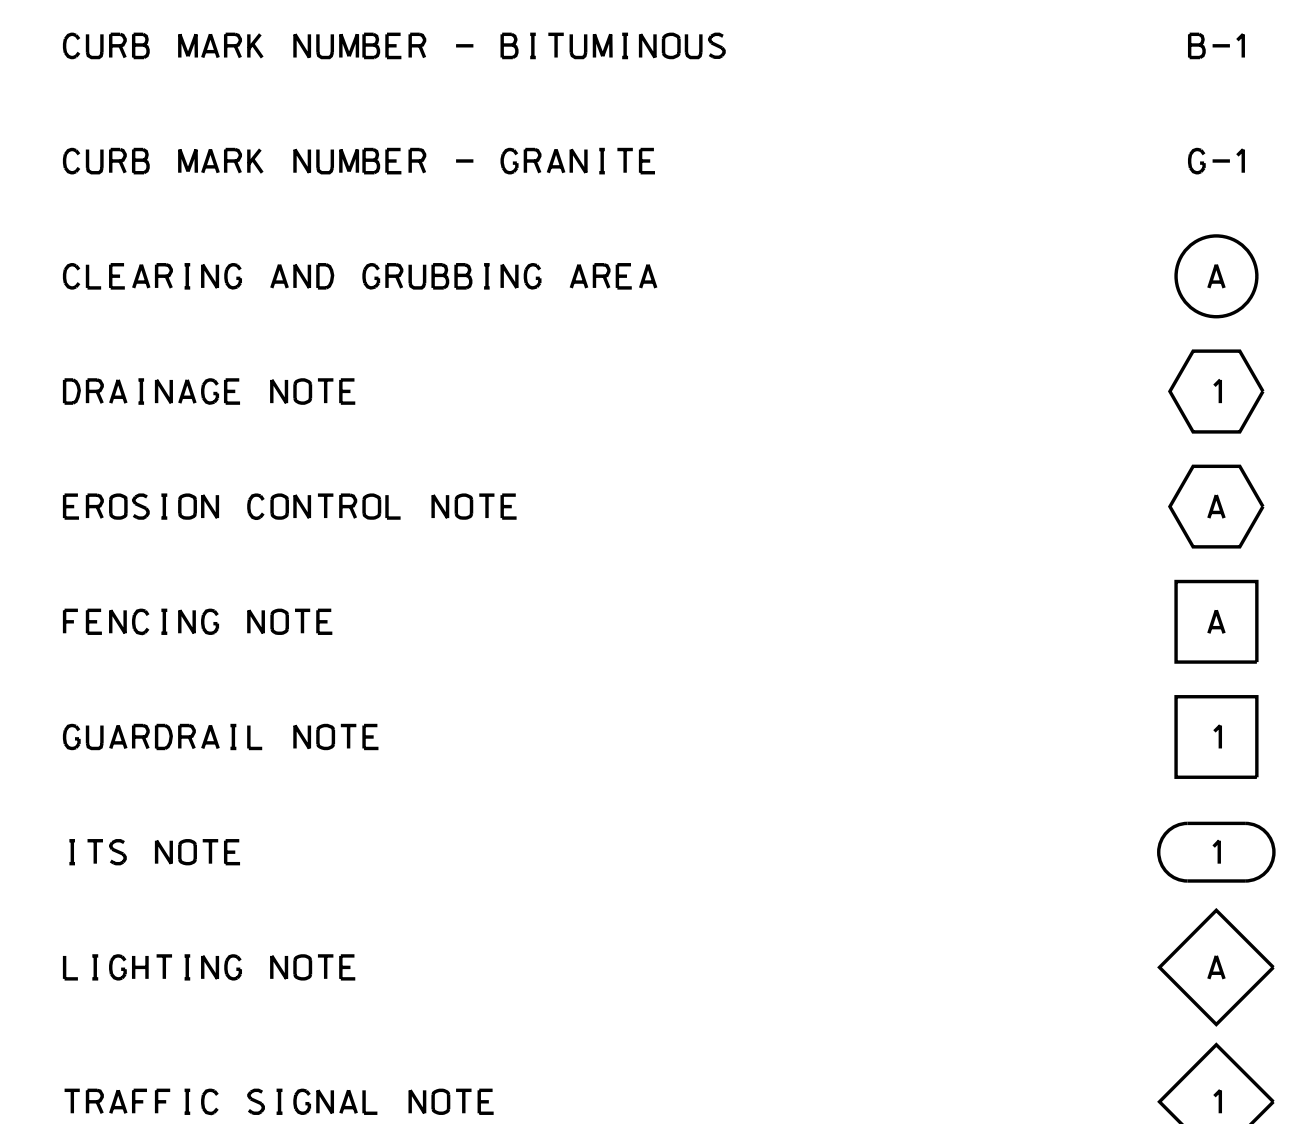 CURB MARK NUMBER - BITUMINOUS B-1
CURB MARK NUMBER - GRANITE G-1
CLEARING AND GRUBBING AREA A
DRAINAGE NOTE 1
EROSION CONTROL NOTE A
FENCING NOTE A
GUARDRAIL NOTE 1
ITS NOTE 1
LIGHTING NOTE A
TRAFFIC SIGNAL NOTE 1